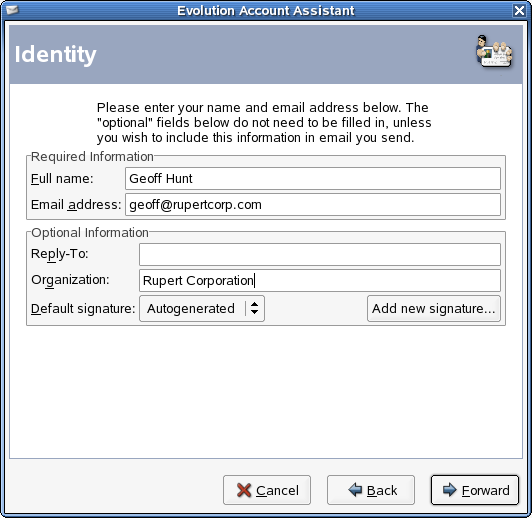 Evolution Account Assistant
Identity
Please enter your name and email address below. The
"optional" fields below do not need to be filled in, unless
you wish to include this information in email you send.
Required Information
Full name: Geoff Hunt
Email address: geoff@rupertcorp.com
Optional Information
Reply-To:
Organization: Rupert Corporation
Default signature: Autogenerated Add new signature...
Cancel Back Forward